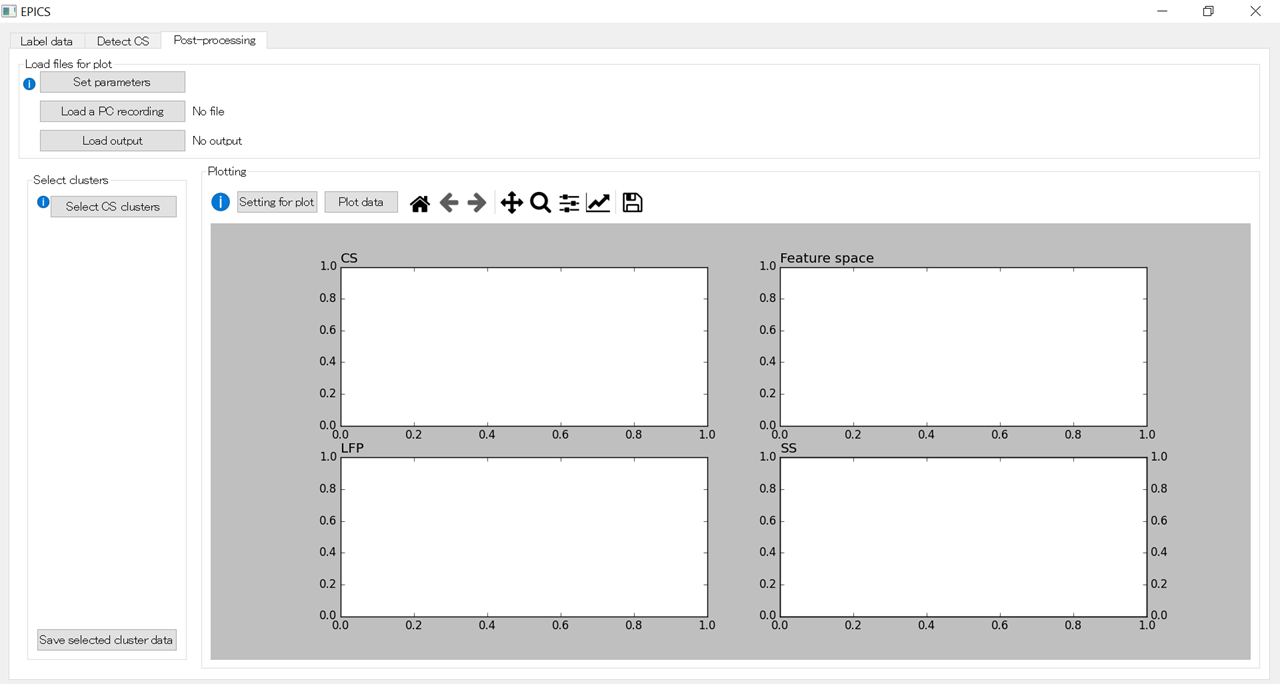 EPICS
Label data Detect CS Post-processing
Load files for plot
Set parameters
Load a PC recording No file
Load output No output
Select clusters
Select CS clusters
Save selected cluster data
Plotting
Setting for plot Plot data
CS
1.0
0.8
0.6
0.4
0.2
0.0
0.0 0.2 0.4 0.6 0.8 1.0
Feature space
1.0
0.8
0.6
0.4
0.2
0.0
0.0 0.2 0.4 0.6 0.8 1.0
LFP
1.0
0.8
0.6
0.4
0.2
0.0
0.0 0.2 0.4 0.6 0.8 1.0
SS
1.0 1.0
0.8 0.8
0.6 0.6
0.4 0.4
0.2 0.2
0.0 0.0
0.0 0.2 0.4 0.6 0.8 1.0